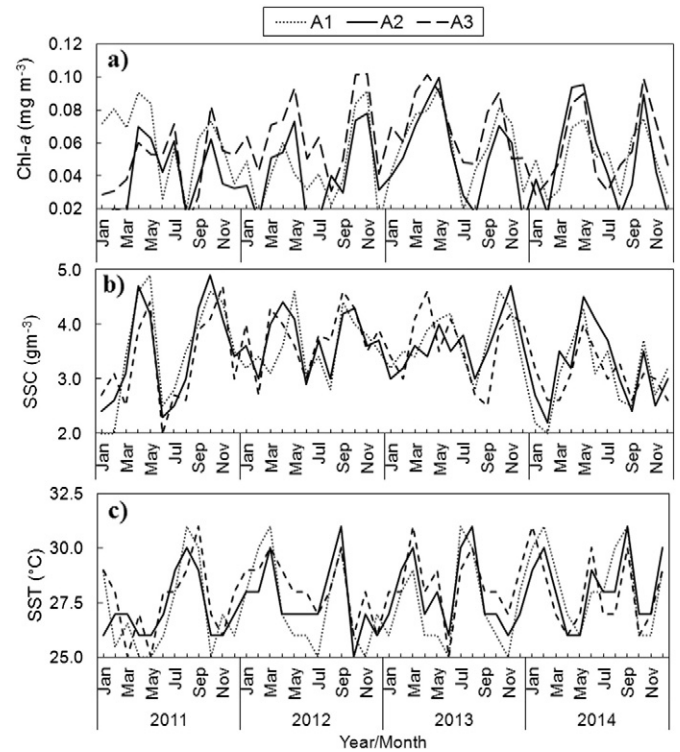 A1 A2 A3
a)
Chl-a (mg m-3)
0.12
0.10
0.08
0.06
0.04
0.02
Jan Mar May Jul Sep Nov Jan Mar May Jul Sep Nov Jan Mar May Jul Sep Nov Jan Mar May Jul Sep Nov
b)
SSC (gm-3)
5.0
4.0
3.0
2.0
Jan Mar May Jul Sep Nov Jan Mar May Jul Sep Nov Jan Mar May Jul Sep Nov Jan Mar May Jul Sep Nov
c)
SST (°C)
32.5
30.0
27.5
25.0
Jan Mar May Jul Sep Nov Jan Mar May Jul Sep Nov Jan Mar May Jul Sep Nov Jan Mar May Jul Sep Nov
2011 2012 2013 2014
Year/Month